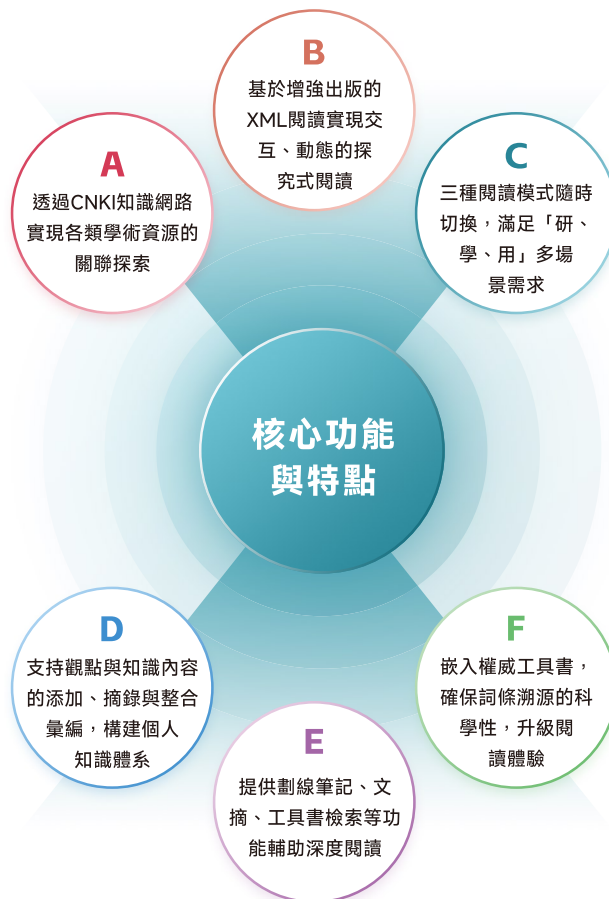 B
基於增強出版的
XML閱讀實現交
互、動態的探
究式閱讀
A
透過CNKI知識網路
實現各類學術資源的
關聯探索
C
三種閱讀模式隨時
切換，滿足「研、
學、用」多場
景需求
核心功能
與特點
D
支持觀點與知識內容
的添加、摘錄與整合
彙編，構建個人
知識體系
F
嵌入權威工具書，
確保詞條溯源的科
學性，升級閱
讀體驗
E
提供劃線筆記、文
摘、工具書檢索等功
能輔助深度閱讀